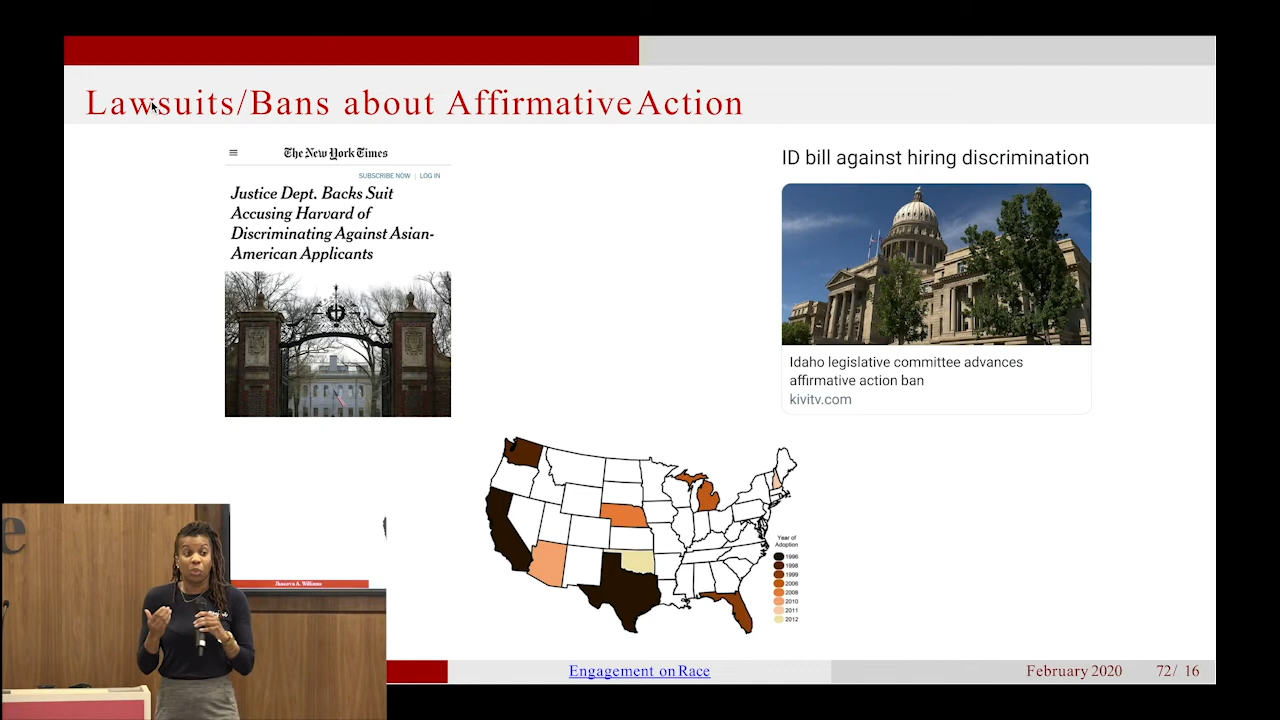 Lawsuits/Bans about Affirmative Action
The New York Times
SUBSCRIBE NOW | LOG IN
Justice Dept. Backs Suit
Accusing Harvard of
Discriminating Against Asian-
American Applicants
ID bill against hiring discrimination
Idaho legislative committee advances
affirmative action ban
kivitv.com
Year of
Adoption
1996
1998
1999
2006
2008
2010
2011
2012
e
Jhacova A. Williams
Engagement on Race
February 2020
72/ 16